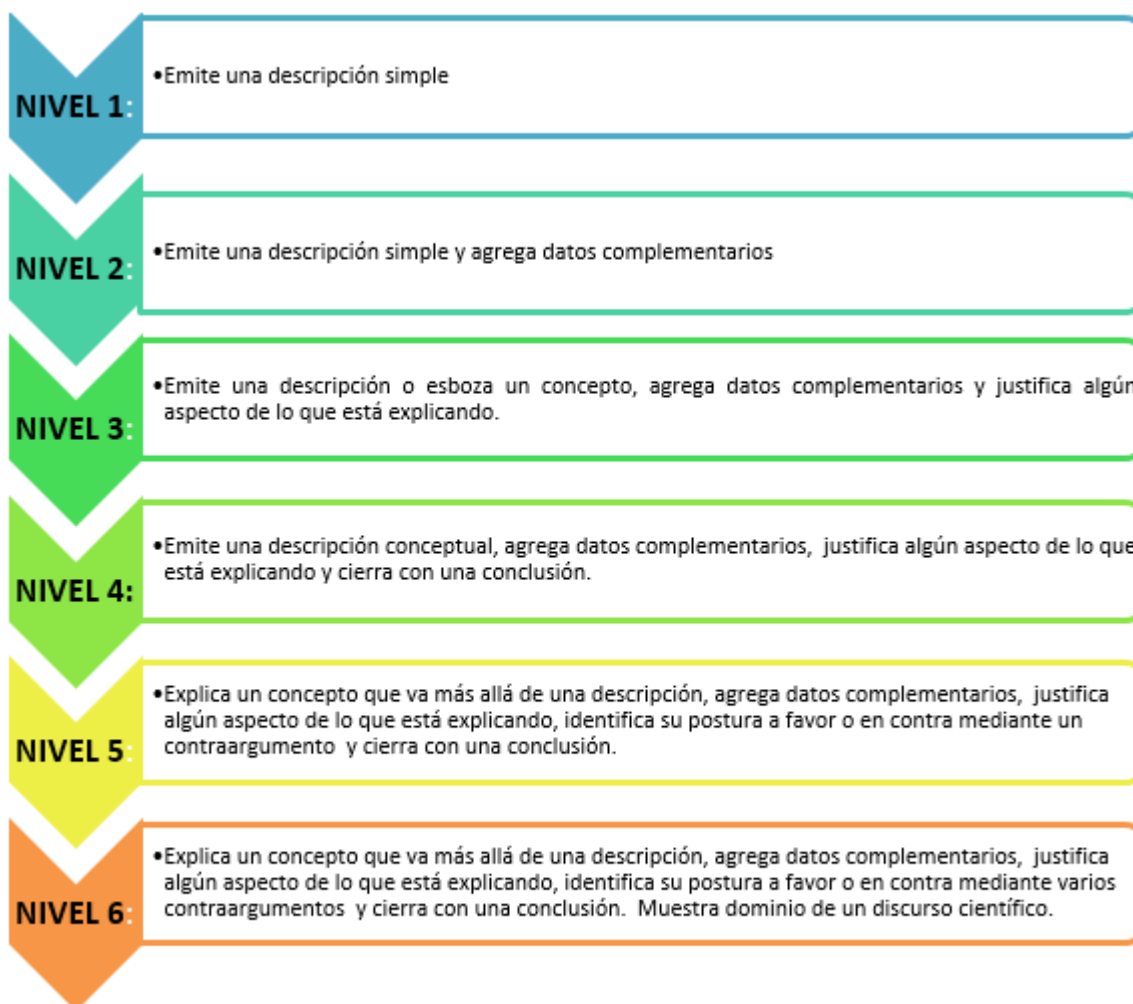 NIVEL 1:
•Emite una descripción simple
NIVEL 2:
•Emite una descripción simple y agrega datos complementarios
NIVEL 3:
•Emite una descripción o esboza un concepto, agrega datos complementarios y justifica algún
aspecto de lo que está explicando.
NIVEL 4:
•Emite una descripción conceptual, agrega datos complementarios, justifica algún aspecto de lo que
está explicando y cierra con una conclusión.
NIVEL 5:
•Explica un concepto que va más allá de una descripción, agrega datos complementarios, justifica
algún aspecto de lo que está explicando, identifica su postura a favor o en contra mediante un
contraargumento y cierra con una conclusión.
NIVEL 6:
•Explica un concepto que va más allá de una descripción, agrega datos complementarios, justifica
algún aspecto de lo que está explicando, identifica su postura a favor o en contra mediante varios
contraargumentos y cierra con una conclusión. Muestra dominio de un discurso científico.